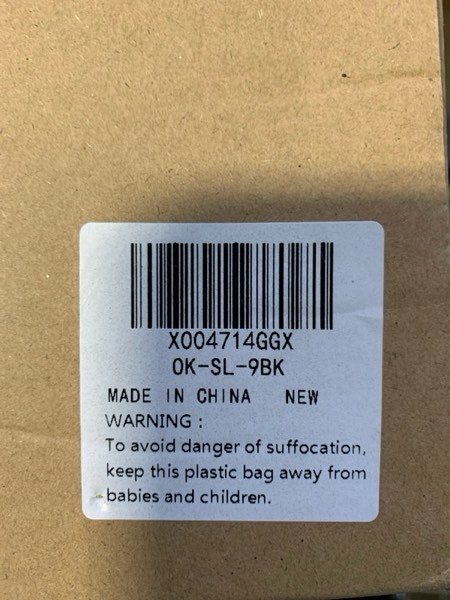 X004714GGX
OK-SL-9BK
MADE IN CHINA NEW
WARNING :
To avoid danger of suffocation,
keep this plastic bag away from
babies and children.